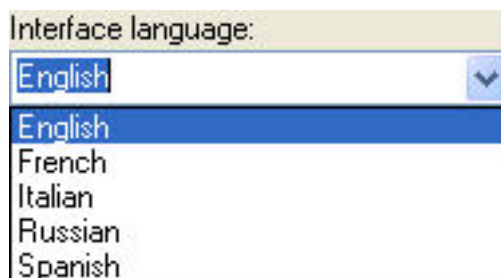 Interface language:
English
English
French
Italian
Russian
Spanish